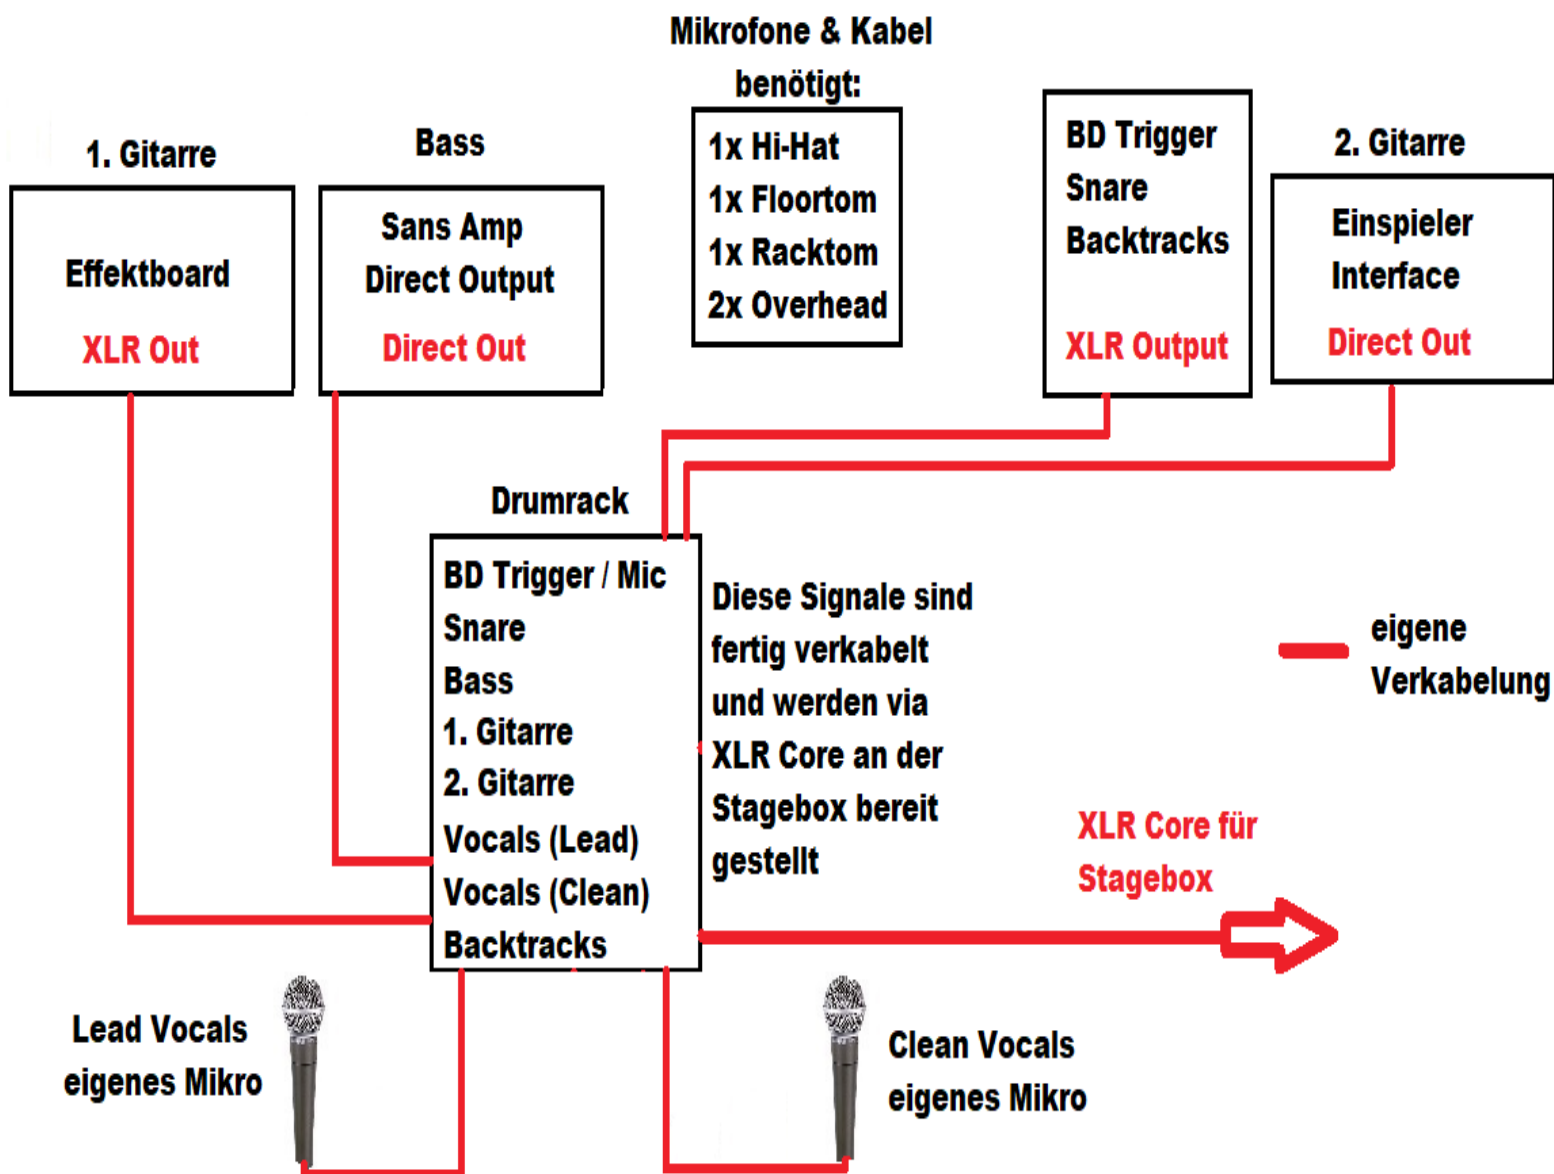 Mikrofone & Kabel
benötigt:
1x Hi-Hat
1x Floortom
1x Racktom
2x Overhead
1. Gitarre
Effektboard
XLR Out
Bass
Sans Amp
Direct Output
Direct Out
BD Trigger
Snare
Backtracks
XLR Output
2. Gitarre
Einspieler
Interface
Direct Out
Drumrack
BD Trigger / Mic
Snare
Bass
1. Gitarre
2. Gitarre
Vocals (Lead)
Vocals (Clean)
Backtracks
Diese Signale sind
fertig verkabelt
und werden via
XLR Core an der
Stagebox bereit
gestellt
eigene
Verkabelung
XLR Core für
Stagebox
Lead Vocals
eigenes Mikro
Clean Vocals
eigenes Mikro